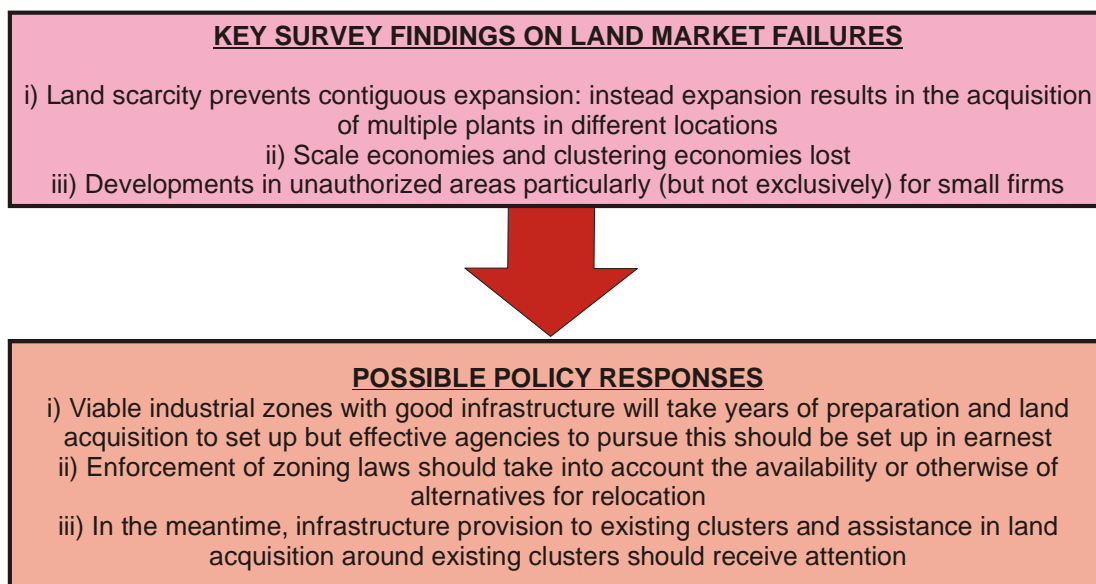 KEY SURVEY FINDINGS ON LAND MARKET FAILURES
i) Land scarcity prevents contiguous expansion: instead expansion results in the acquisition
of multiple plants in different locations
ii) Scale economies and clustering economies lost
iii) Developments in unauthorized areas particularly (but not exclusively) for small firms
POSSIBLE POLICY RESPONSES
i) Viable industrial zones with good infrastructure will take years of preparation and land
acquisition to set up but effective agencies to pursue this should be set up in earnest
ii) Enforcement of zoning laws should take into account the availability or otherwise of
alternatives for relocation
iii) In the meantime, infrastructure provision to existing clusters and assistance in land
acquisition around existing clusters should receive attention